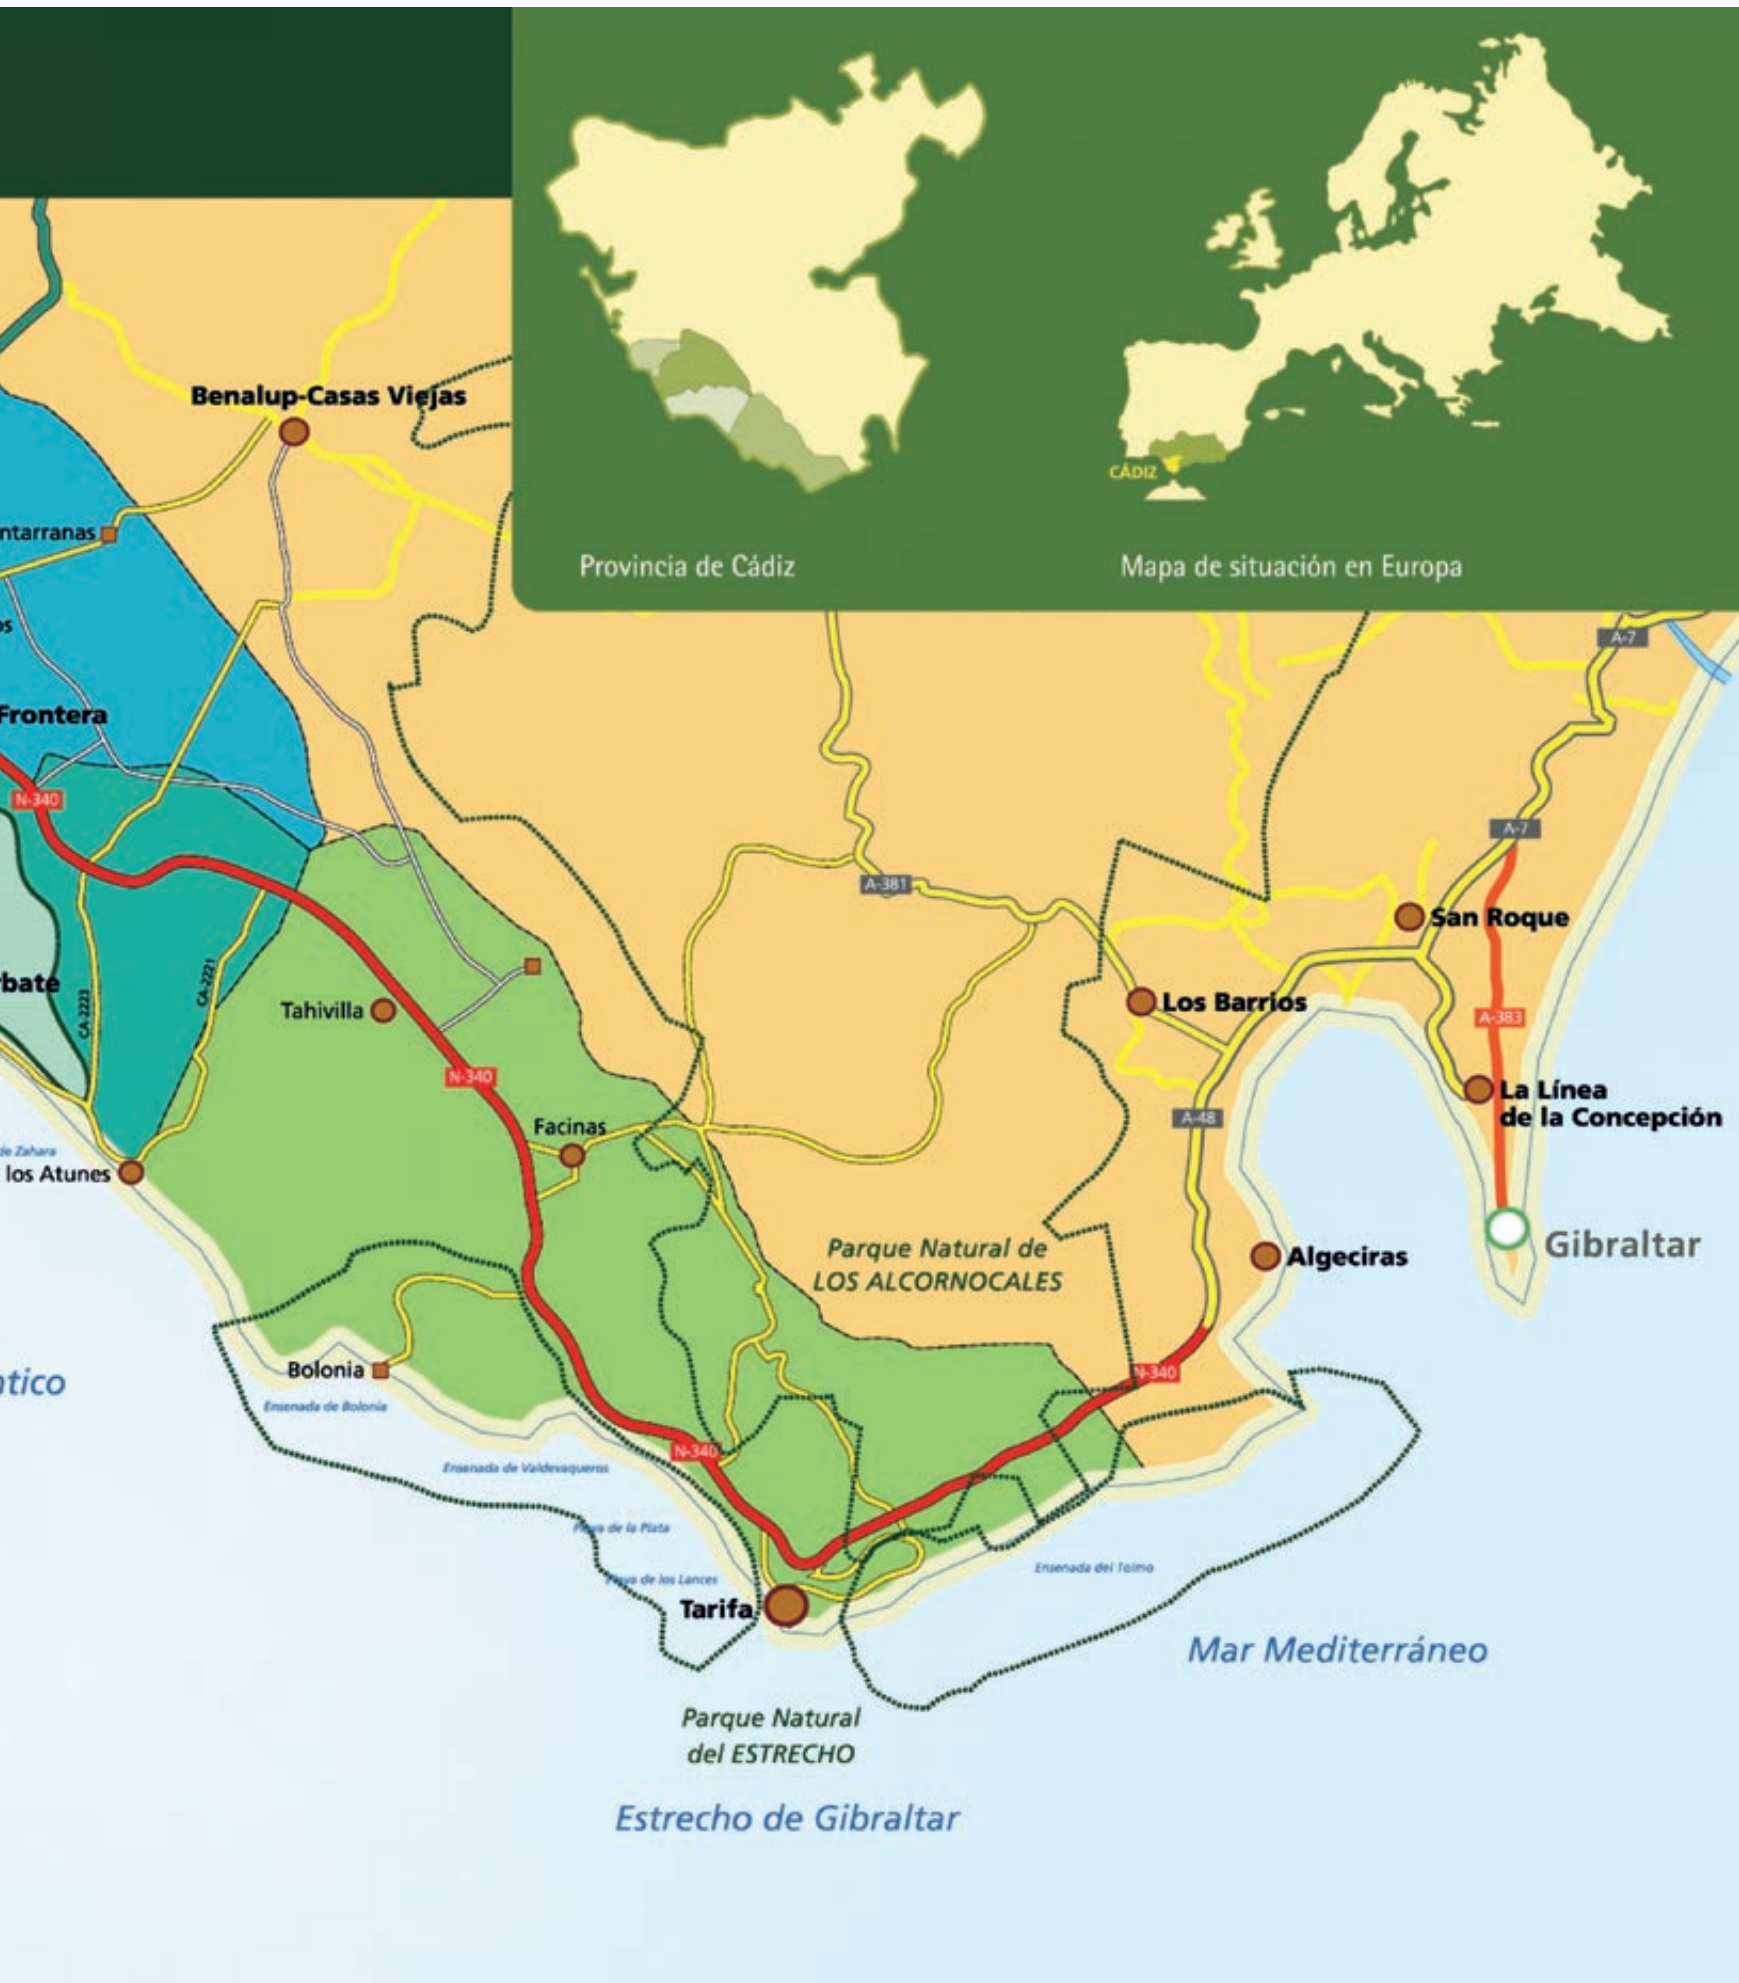 CÁDIZ
Provincia de Cádiz
Mapa de situación en Europa
Benalup-Casas Viejas
ntarranas
os
Frontera
N-340
A-7
A-7
A-381
San Roque
bate
CA-2223
CA-2221
Tahivilla
Los Barrios
A-383
N-340
La Línea
de la Concepción
A-48
Facinas
de Zahara
los Atunes
Parque Natural de
LOS ALCORNOCALES
Algeciras
Gibraltar
Bolonia
ntico
Ensenada de Bolonia
N-340
N-340
Ensenada de Valdevaqueros
Playa de la Plata
Playa de los Lances
Ensenada del Tolmo
Tarifa
Mar Mediterráneo
Parque Natural
del ESTRECHO
Estrecho de Gibraltar